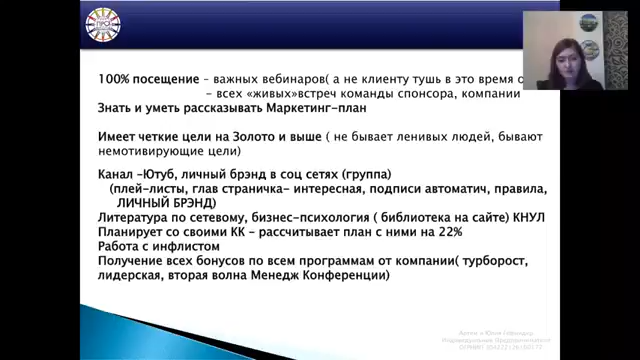 100% посещение – важных вебинаров( а не клиенту тушь в это время
– всех «живых»встреч команды спонсора, компании
Знать и уметь рассказывать Маркетинг-план
Имеет четкие цели на Золото и выше ( не бывает ленивых людей, бывают
немотивирующие цели)
Канал –Ютуб, личный брэнд в соц сетях (группа)
(плей-листы, глав страничка– интересная, подписи автоматич, правила,
ЛИЧНЫЙ БРЭНД)
Литература по сетевому, бизнес-психология ( библиотека на сайте) КНУЛ
Планирует со своими КК – рассчитывает план с ними на 22%
Работа с инфлистом
Получение всех бонусов по всем программам от компании( турборост,
лидерская, вторая волна Менедж Конференции)